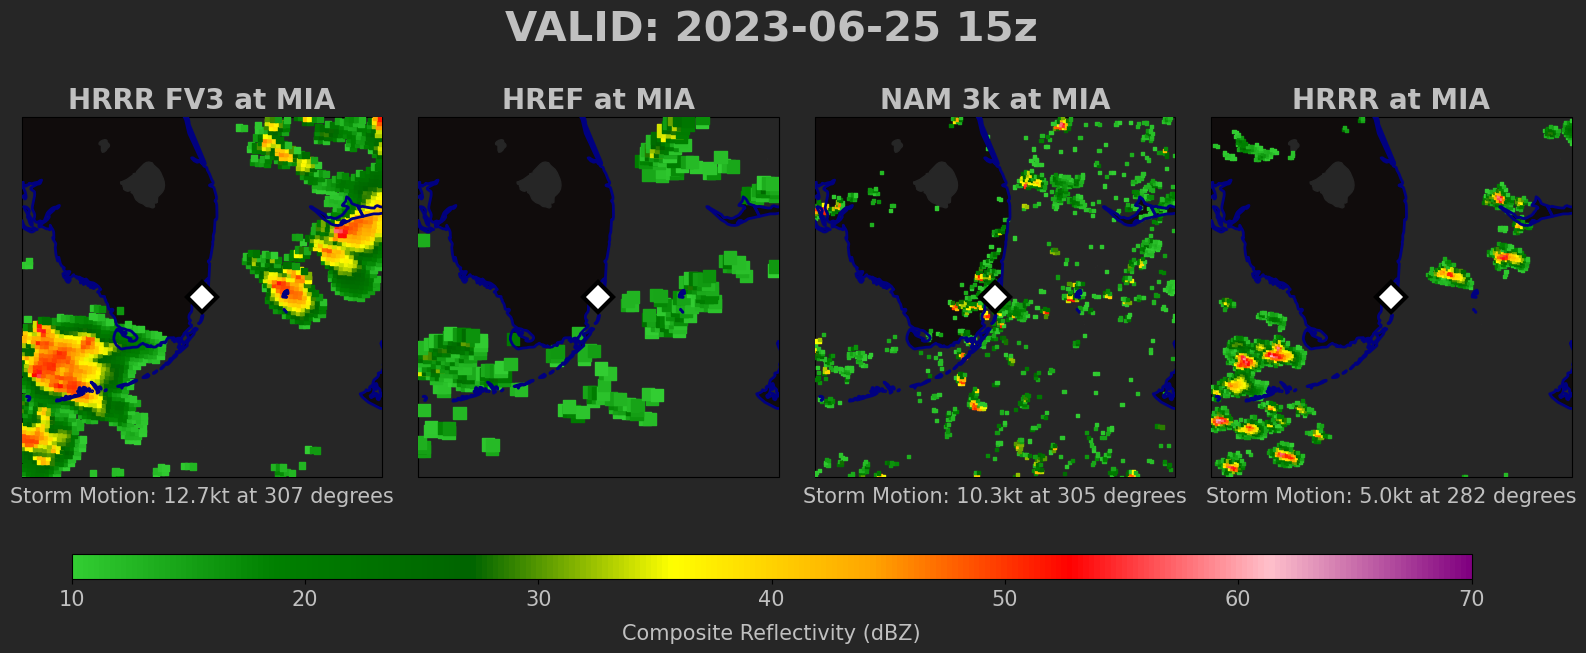 VALID: 2023-06-25 15z
HRRR FV3 at MIA
HREF at MIA
NAM 3k at MIA
HRRR at MIA
Storm Motion: 12.7kt at 307 degrees
Storm Motion: 10.3kt at 305 degrees
Storm Motion: 5.0kt at 282 degrees
10 20 30 40 50 60 70
Composite Reflectivity (dBZ)